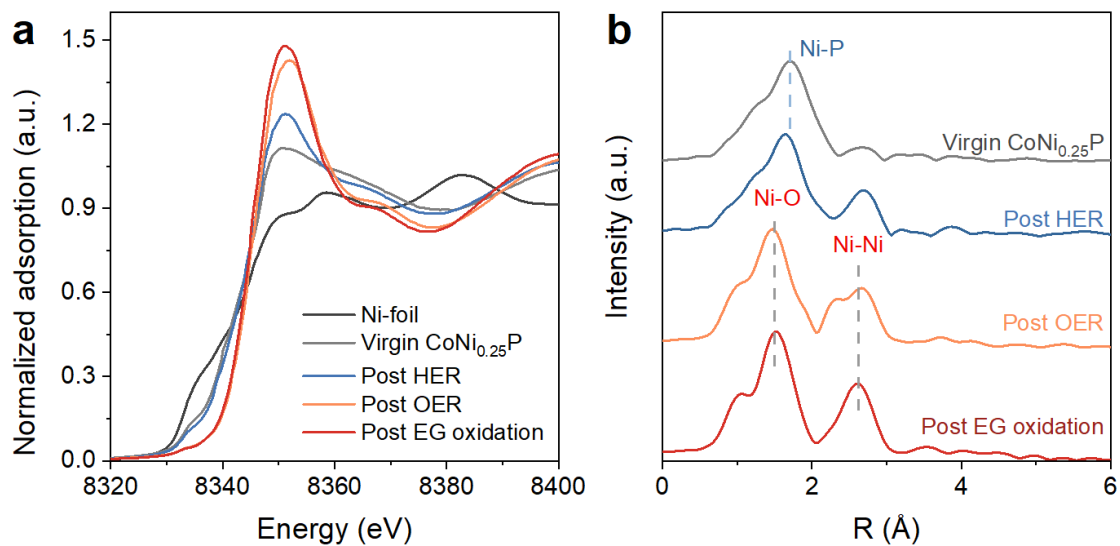 a
Normalized adsorption (a.u.)
1.5
1.2
0.9
0.6
0.3
0.0
8320
8340
8360
8380
8400
Energy (eV)
Ni-foil
Virgin CoNi0.25P
Post HER
Post OER
Post EG oxidation
b
Intensity (a.u.)
Ni-P
Virgin CoNi0.25P
Post HER
Ni-O
Ni-Ni
Post OER
Post EG oxidation
0
2
4
6
R (Å)